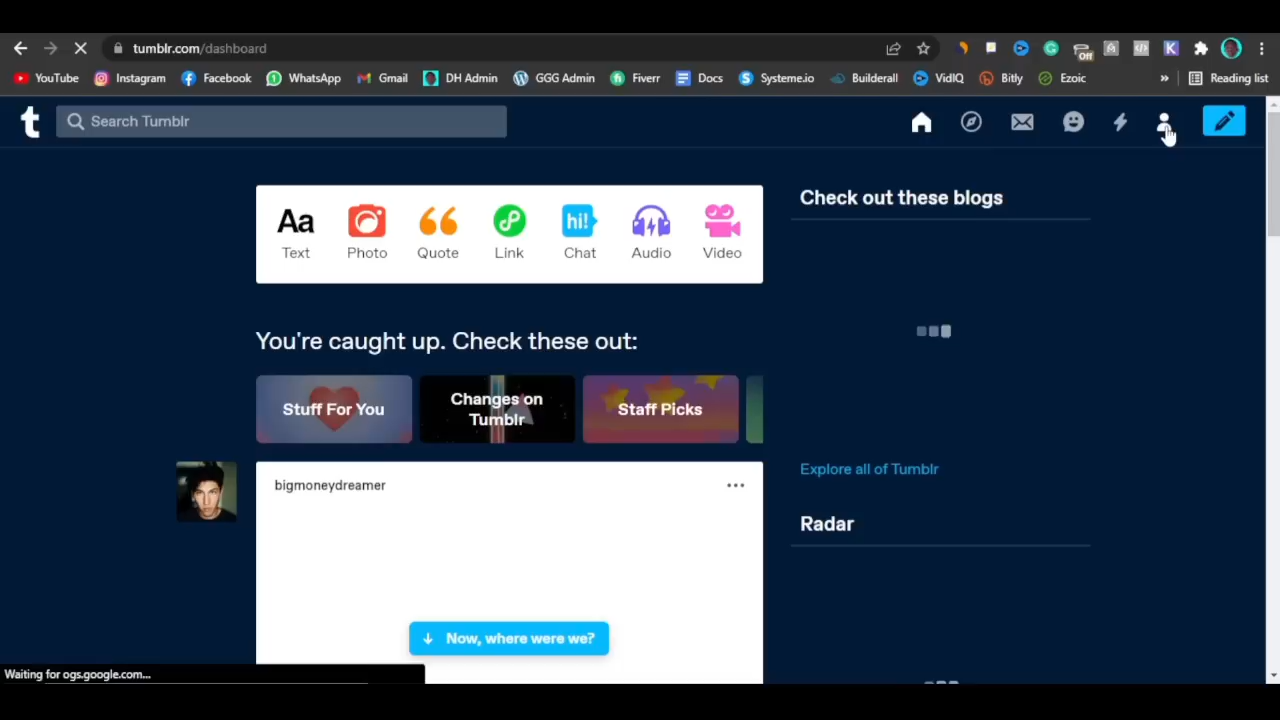 tumblr.com/dashboard
Off
YouTube Instagram Facebook WhatsApp Gmail DH Admin GGG Admin Fiverr Docs Systeme.io Builderall VidIQ Bitly Ezoic » Reading list
t Search Tumblr
Check out these blogs
Aa hi!
Text Photo Quote Link Chat Audio Video
You're caught up. Check these out:
Stuff For You
Changes on
Tumblr
Staff Picks
Explore all of Tumblr
bigmoneydreamer
Radar
Now, where were we?
Waiting for ogs.google.com...